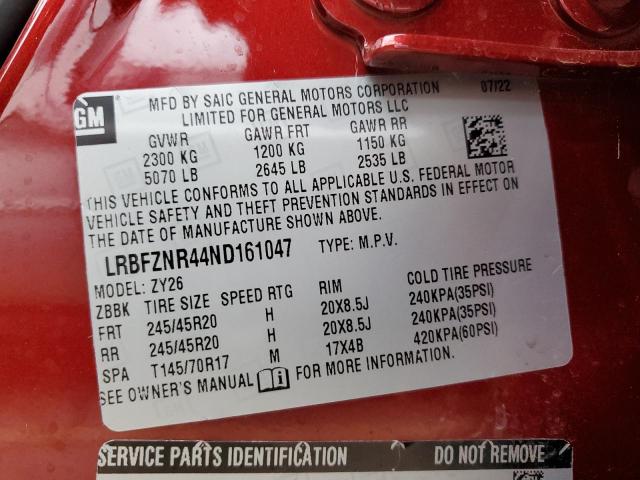 GM
MFD BY SAIC GENERAL MOTORS CORPORATION
LIMITED FOR GENERAL MOTORS LLC
07/22
GVWR GAWR FRT GAWR RR
2300 KG 1200 KG 1150 KG
5070 LB 2645 LB 2535 LB
THIS VEHICLE CONFORMS TO ALL APPLICABLE U.S. FEDERAL MOTOR
VEHICLE SAFETY AND THEFT PREVENTION STANDARDS IN EFFECT ON
THE DATE OF MANUFACTURE SHOWN ABOVE.
LRBFZNR44ND161047 TYPE: M.P.V.
MODEL: ZY26
ZBBK TIRE SIZE SPEED RTG RIM COLD TIRE PRESSURE
FRT 245/45R20 H 20X8.5J 240KPA(35PSI)
RR 245/45R20 H 20X8.5J 240KPA(35PSI)
SPA T145/70R17 M 17X4B 420KPA(60PSI)
SEE OWNER'S MANUAL FOR MORE INFORMATION.
SERVICE PARTS IDENTIFICATION DO NOT REMOVE